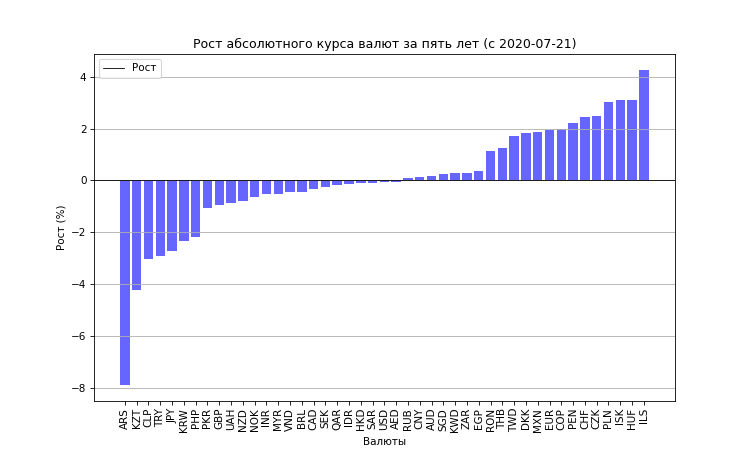 Рост абсолютного курса валют за пять лет (с 2020-07-21)
Рост
4
2
0
−2
−4
−6
−8
Рост (%)
ARS KZT CLP TRY JPY KRW PHP PKR GBP UAH NZD NOK INR MYR VND BRL CAD SEK QAR IDR HKD SAR USD AED RUB CNY AUD SGD KWD ZAR EGP RON THB TWD DKK MXN EUR COP PEN CHF CZK PLN ISK HUF ILS
Валюты